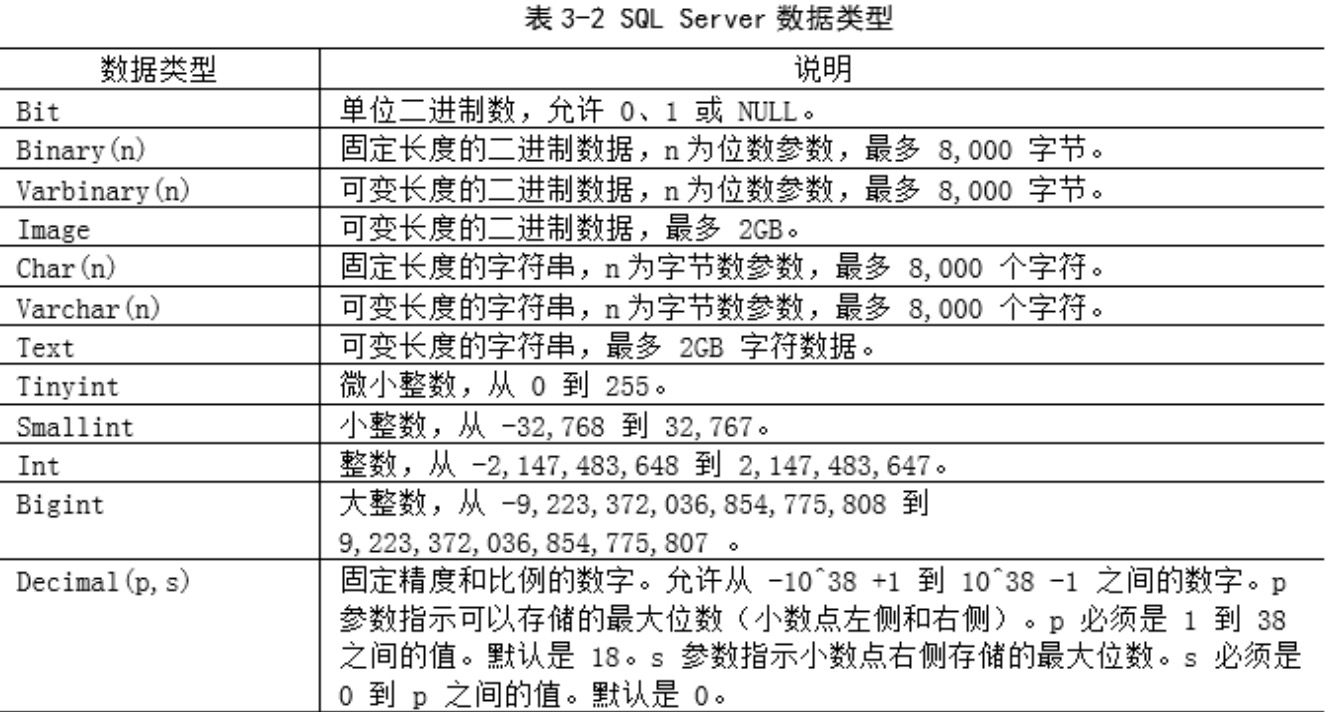 表 3-2 SQL Server 数据类型
数据类型 说明
Bit 单位二进制数，允许 0、1 或 NULL。
Binary(n) 固定长度的二进制数据，n 为位数参数，最多 8,000 字节。
Varbinary(n) 可变长度的二进制数据，n 为位数参数，最多 8,000 字节。
Image 可变长度的二进制数据，最多 2GB。
Char(n) 固定长度的字符串，n 为字节数参数，最多 8,000 个字符。
Varchar(n) 可变长度的字符串，n 为字节数参数，最多 8,000 个字符。
Text 可变长度的字符串，最多 2GB 字符数据。
Tinyint 微小整数，从 0 到 255。
Smallint 小整数，从 -32,768 到 32,767。
Int 整数，从 -2,147,483,648 到 2,147,483,647。
Bigint 大整数，从 -9,223,372,036,854,775,808 到
9,223,372,036,854,775,807 。
Decimal(p,s) 固定精度和比例的数字。允许从 -10^38 +1 到 10^38 -1 之间的数字。p
参数指示可以存储的最大位数（小数点左侧和右侧）。p 必须是 1 到 38
之间的值。默认是 18。s 参数指示小数点右侧存储的最大位数。s 必须是
0 到 p 之间的值。默认是 0。